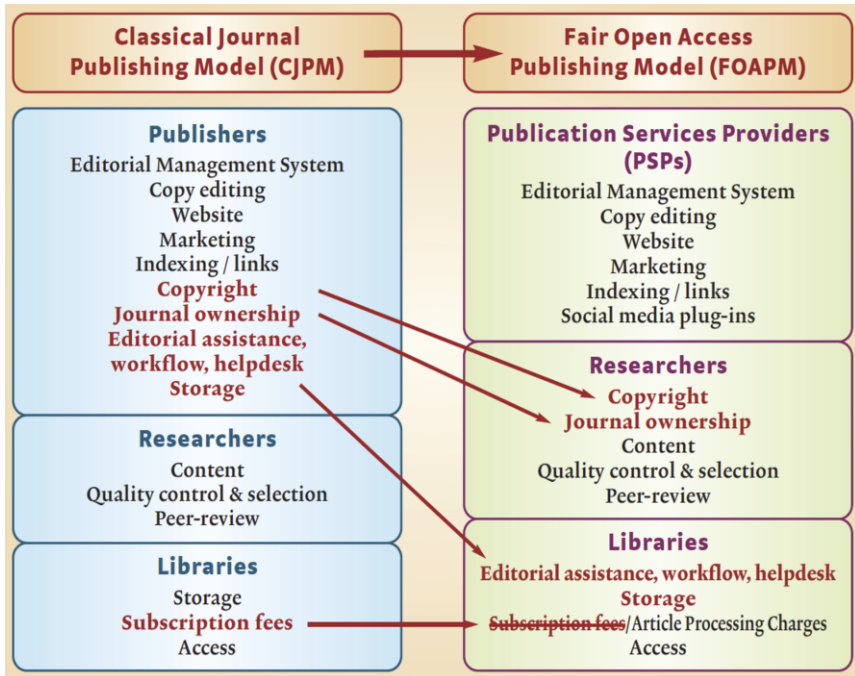 Classical Journal
Publishing Model (CJPM)
Fair Open Access
Publishing Model (FOAPM)
Publishers
Editorial Management System
Copy editing
Website
Marketing
Indexing / links
Copyright
Journal ownership
Editorial assistance,
workflow, helpdesk
Storage
Researchers
Content
Quality control & selection
Peer-review
Libraries
Storage
Subscription fees
Access
Publication Services Providers
(PSPs)
Editorial Management System
Copy editing
Website
Marketing
Indexing / links
Social media plug-ins
Researchers
Copyright
Journal ownership
Content
Quality control & selection
Peer-review
Libraries
Editorial assistance, workflow, helpdesk
Storage
Subscription fees/Article Processing Charges
Access